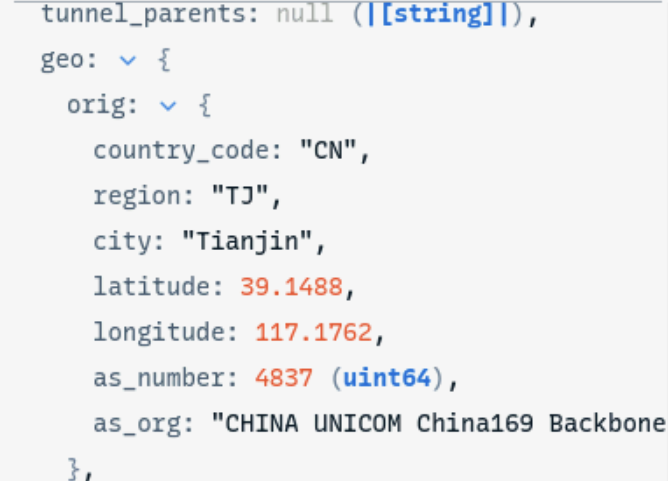 tunnel_parents: null (|[string]|),
geo: {
orig: {
country_code: "CN",
region: "TJ",
city: "Tianjin",
latitude: 39.1488,
longitude: 117.1762,
as_number: 4837 (uint64),
as_org: "CHINA UNICOM China169 Backbone
},